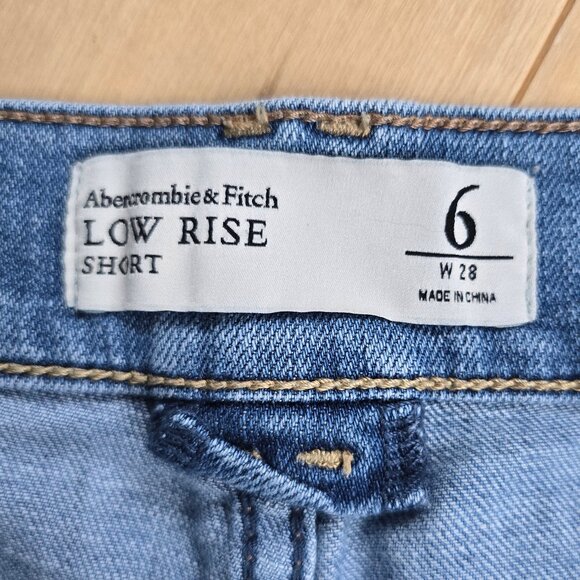 Abercrombie & Fitch
LOW RISE
SHORT
6
W 28
MADE IN CHINA